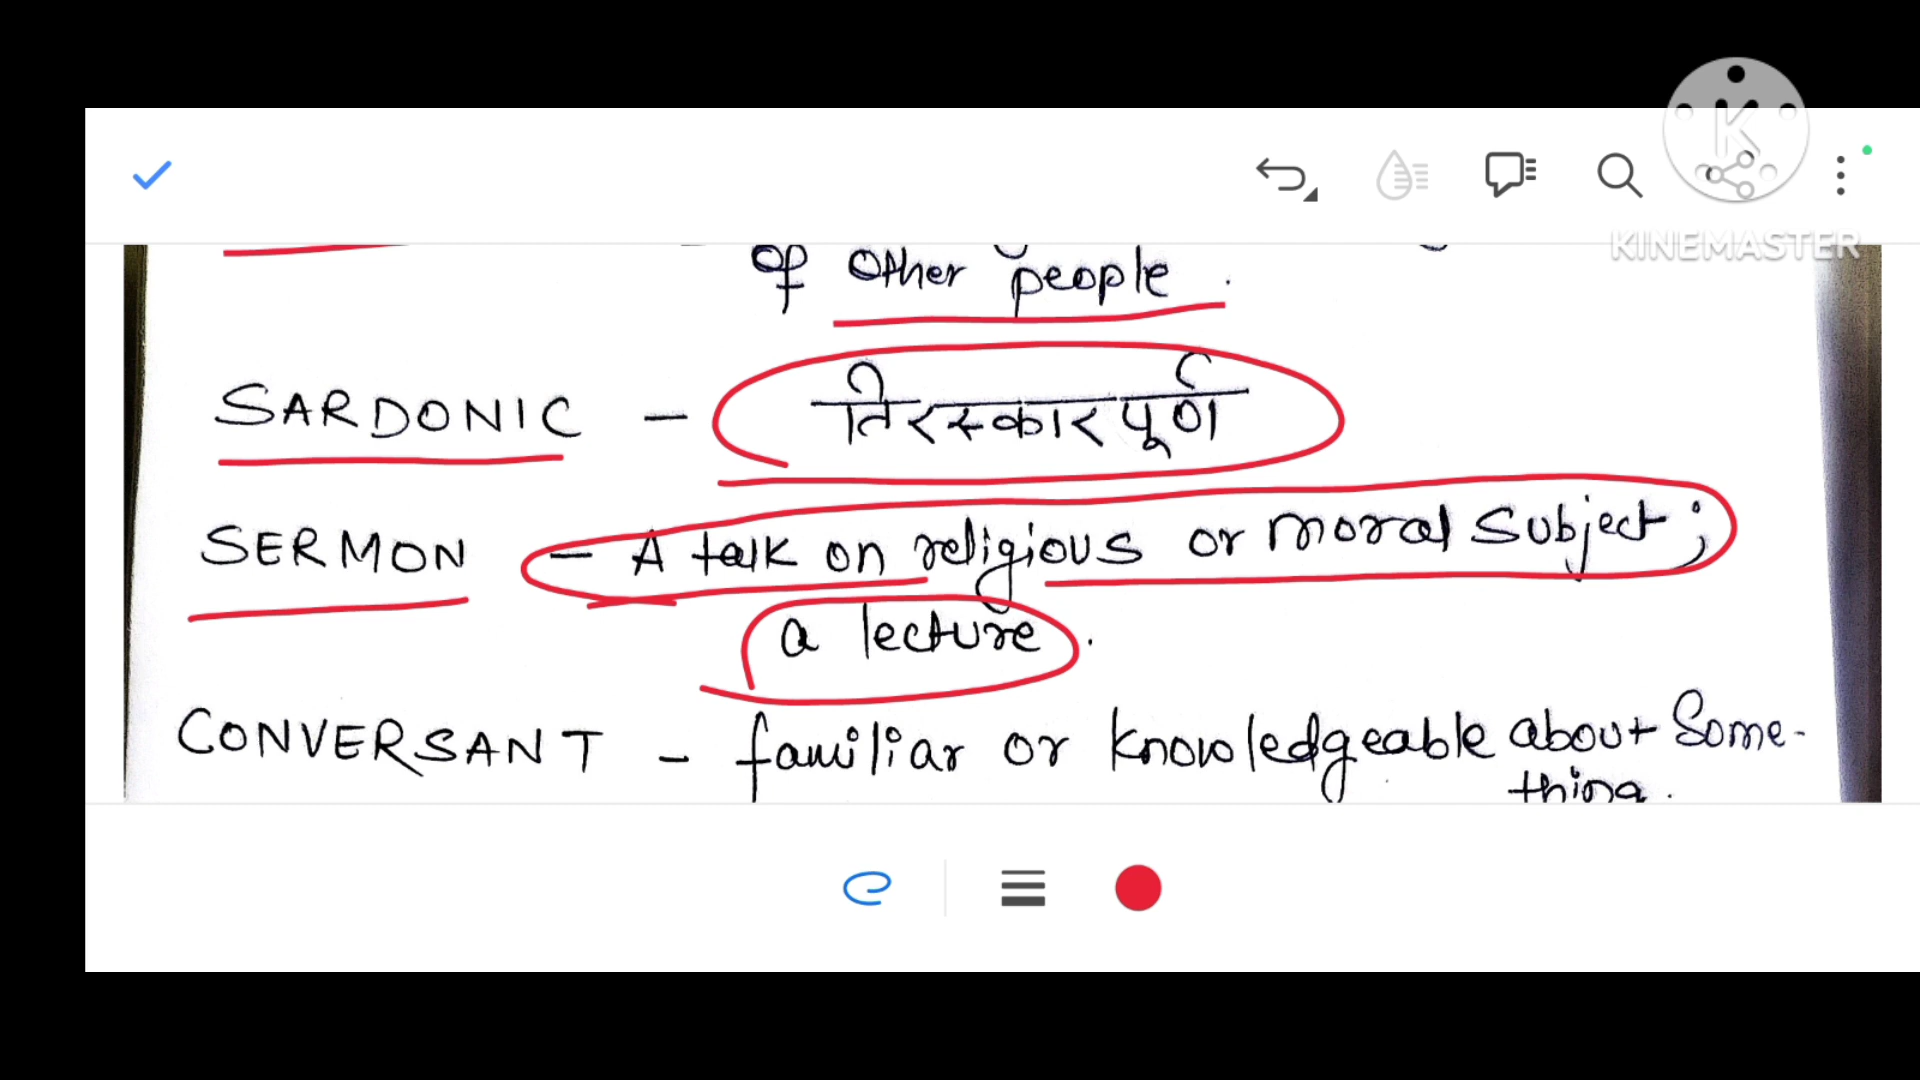 KINEMASTER
of other people.
SARDONIC - तिरस्कारपूर्ण
SERMON - A talk on religious or moral subject;
a lecture.
CONVERSANT - familiar or knowledgeable about Some-
thing.